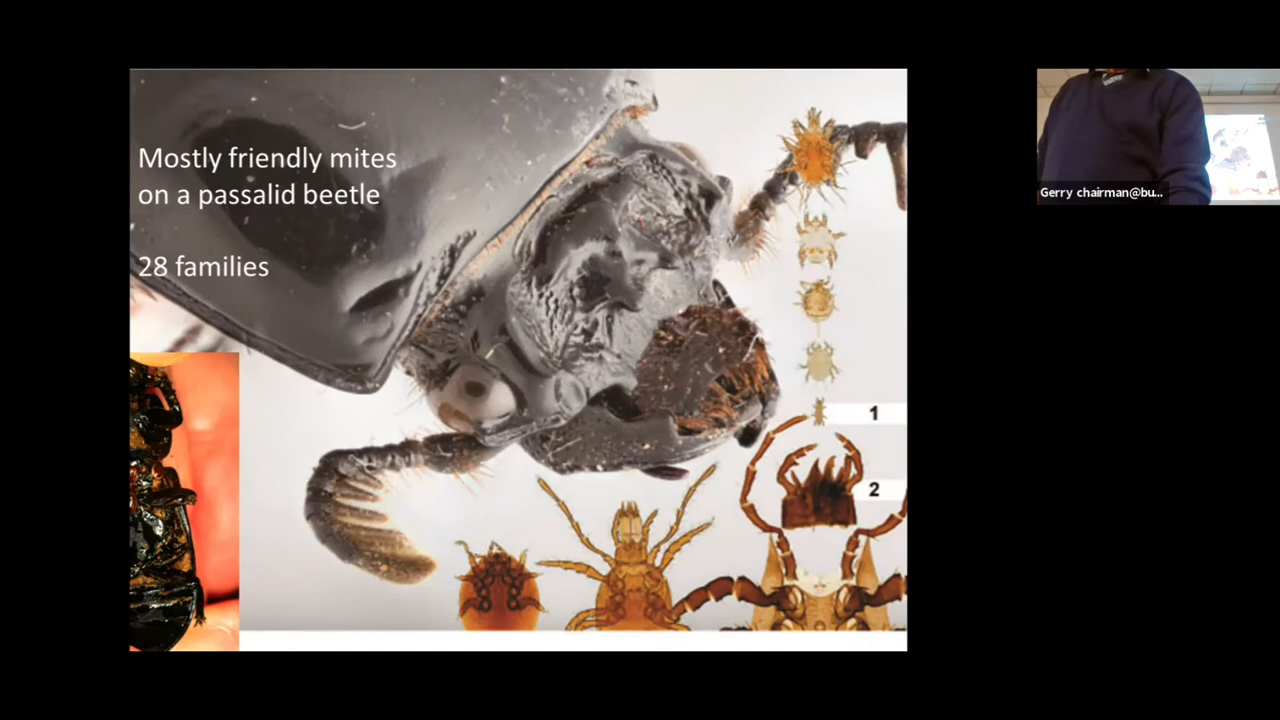 Mostly friendly mites
on a passalid beetle
28 families
1
2
Gerry chairman@bu...